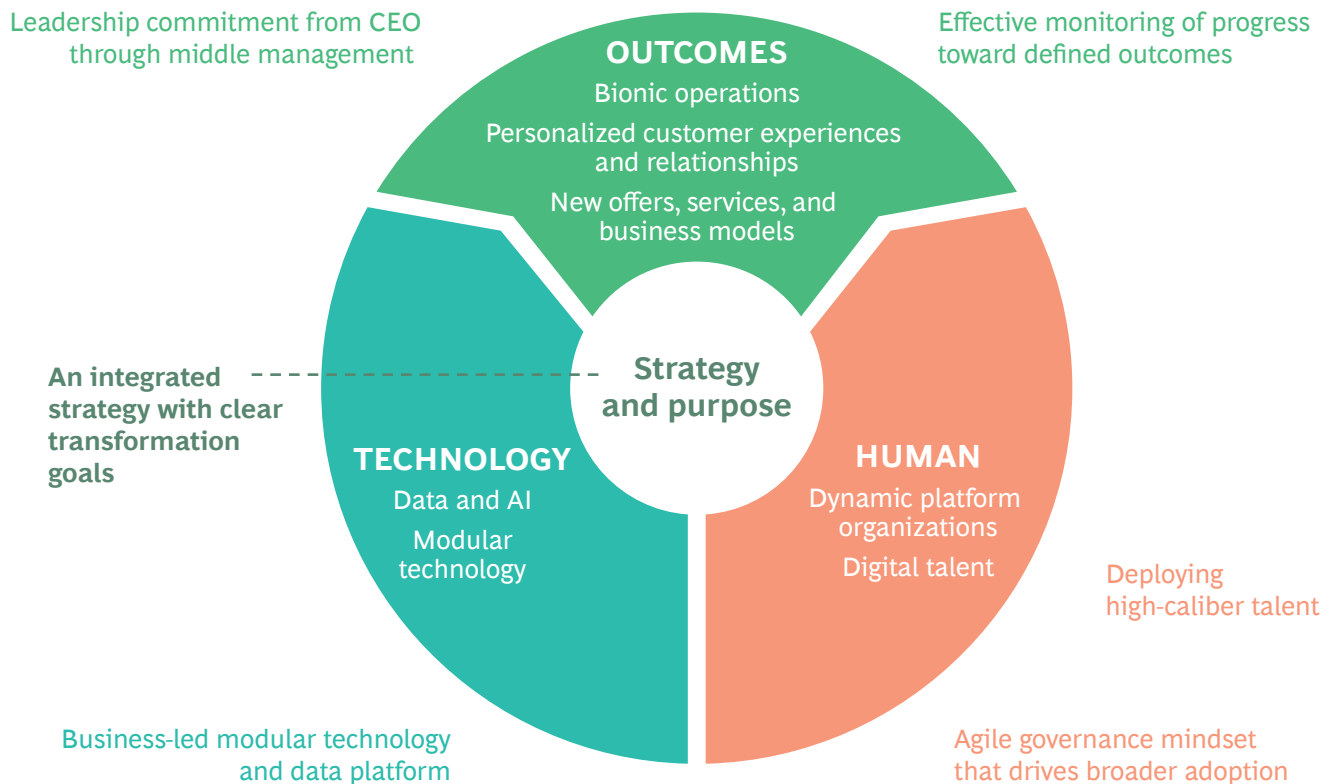 Leadership commitment from CEO
through middle management
Effective monitoring of progress
toward defined outcomes
OUTCOMES
Bionic operations
Personalized customer experiences
and relationships
New offers, services, and
business models
An integrated
strategy with clear
transformation
goals
Strategy
and purpose
TECHNOLOGY
Data and AI
Modular
technology
HUMAN
Dynamic platform
organizations
Digital talent
Deploying
high-caliber talent
Business-led modular technology
and data platform
Agile governance mindset
that drives broader adoption